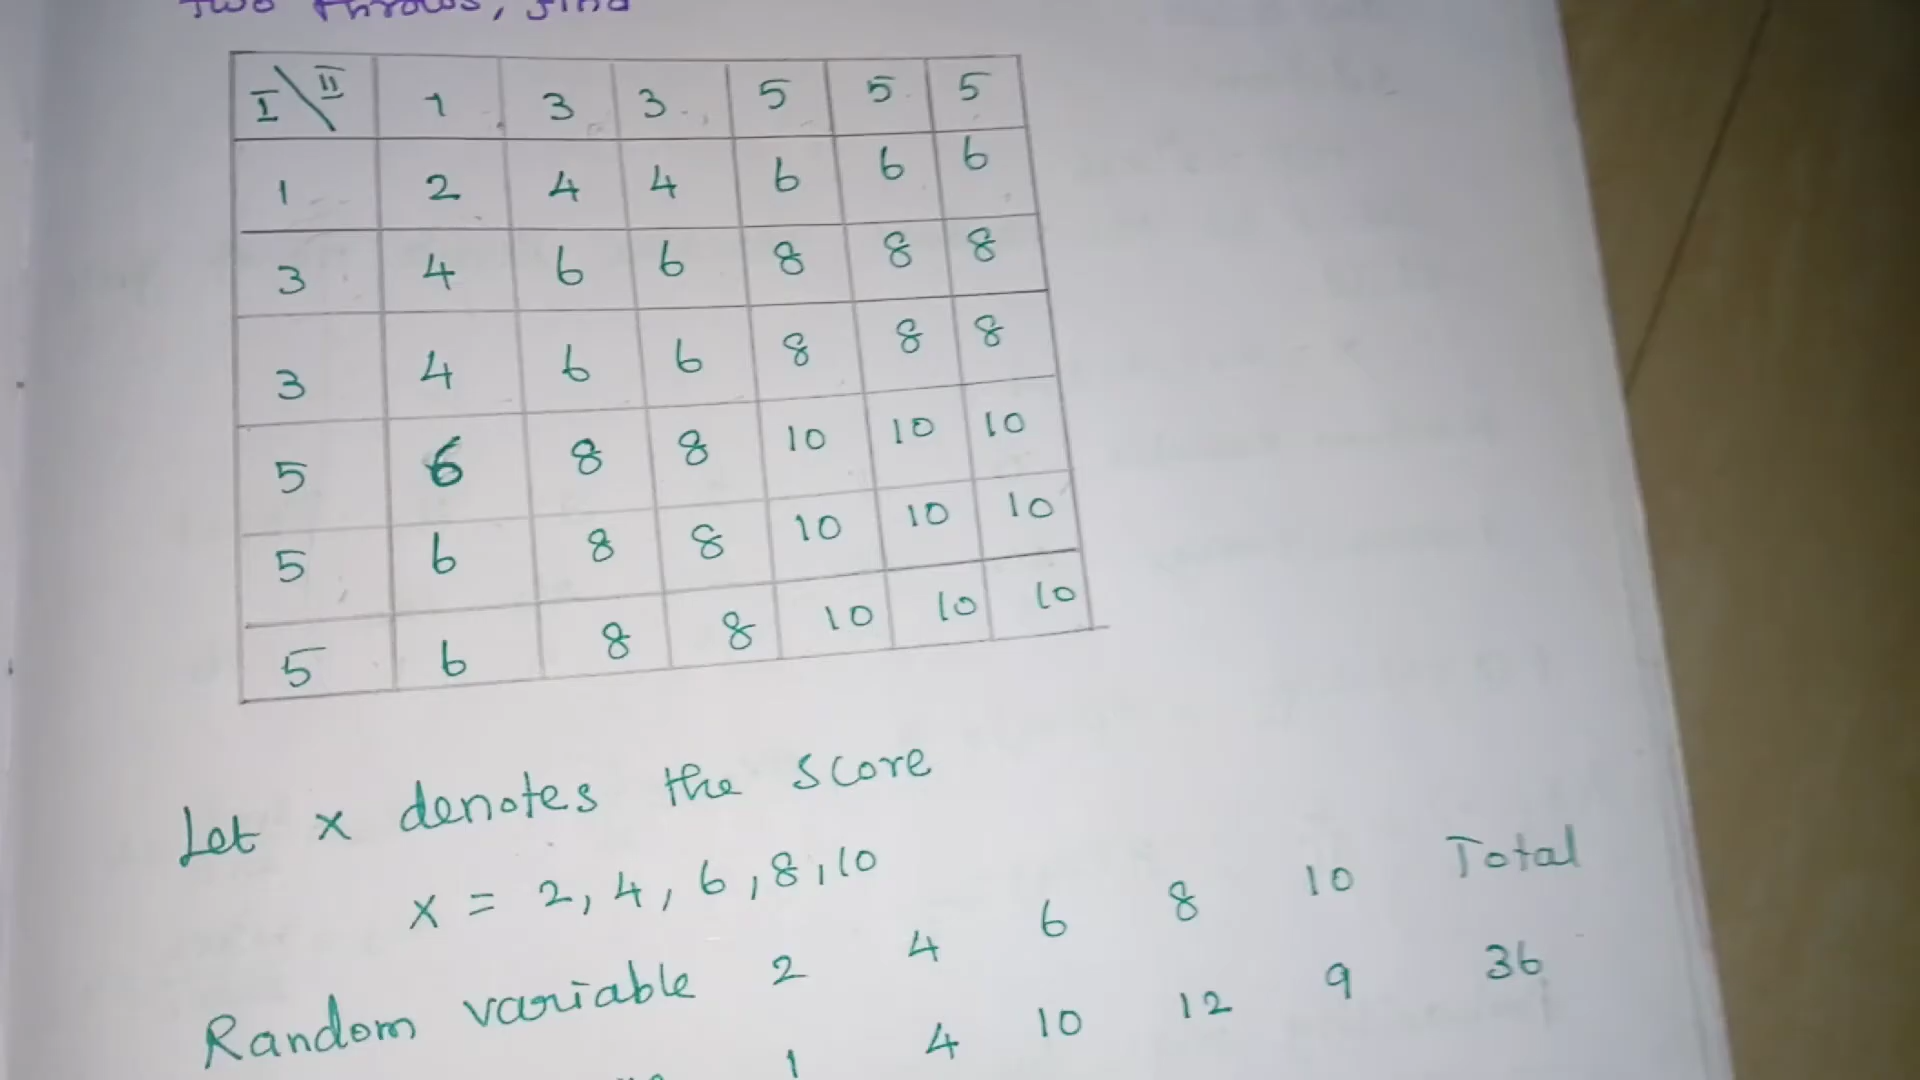 two throws, find
I \ II 1 3 3 5 5 5
1 2 4 4 6 6 6
3 4 6 6 8 8 8
3 4 6 6 8 8 8
5 6 8 8 10 10 10
5 6 8 8 10 10 10
5 6 8 8 10 10 10
Let x denotes the score
x = 2, 4, 6, 8, 10
Random variable 2 4 6 8 10 Total
1 4 10 12 9 36